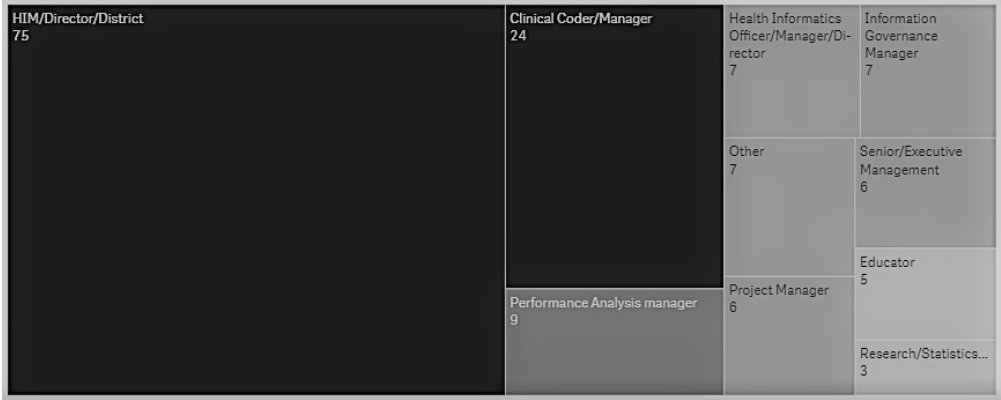 HIM/Director/District
75
Clinical Coder/Manager
24
Performance Analysis manager
9
Health Informatics
Officer/Manager/Di-
rector
7
Information
Governance
Manager
7
Other
7
Senior/Executive
Management
6
Project Manager
6
Educator
5
Research/Statistics...
3